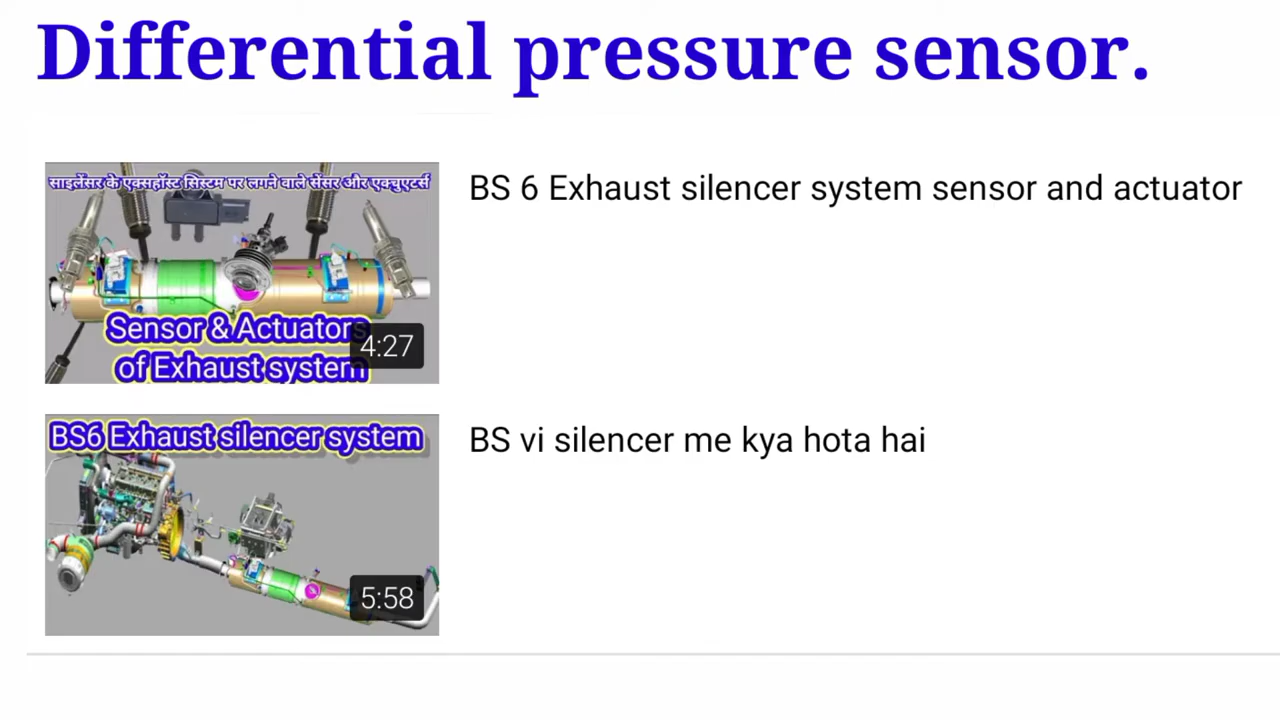 Differential pressure sensor.
साइलेंसर के एक्सहॉस्ट सिस्टम पर लगने वाले सेंसर और एक्चुएटर्स
BS 6 Exhaust silencer system sensor and actuator
Sensor & Actuators
4:27
of Exhaust system
BS6 Exhaust silencer system
BS vi silencer me kya hota hai
5:58